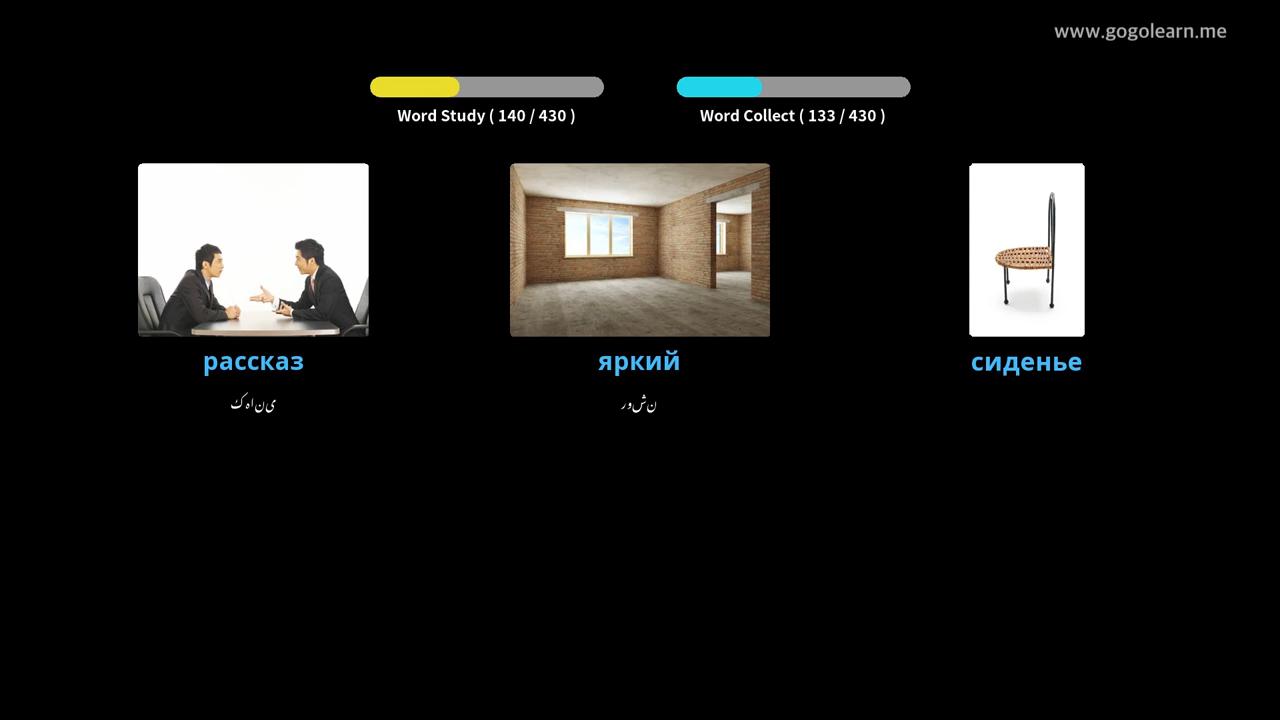 www.gogolearn.me
Word Study ( 140 / 430 )
Word Collect ( 133 / 430 )
рассказ
яркий
сиденье
کہانی
روشن